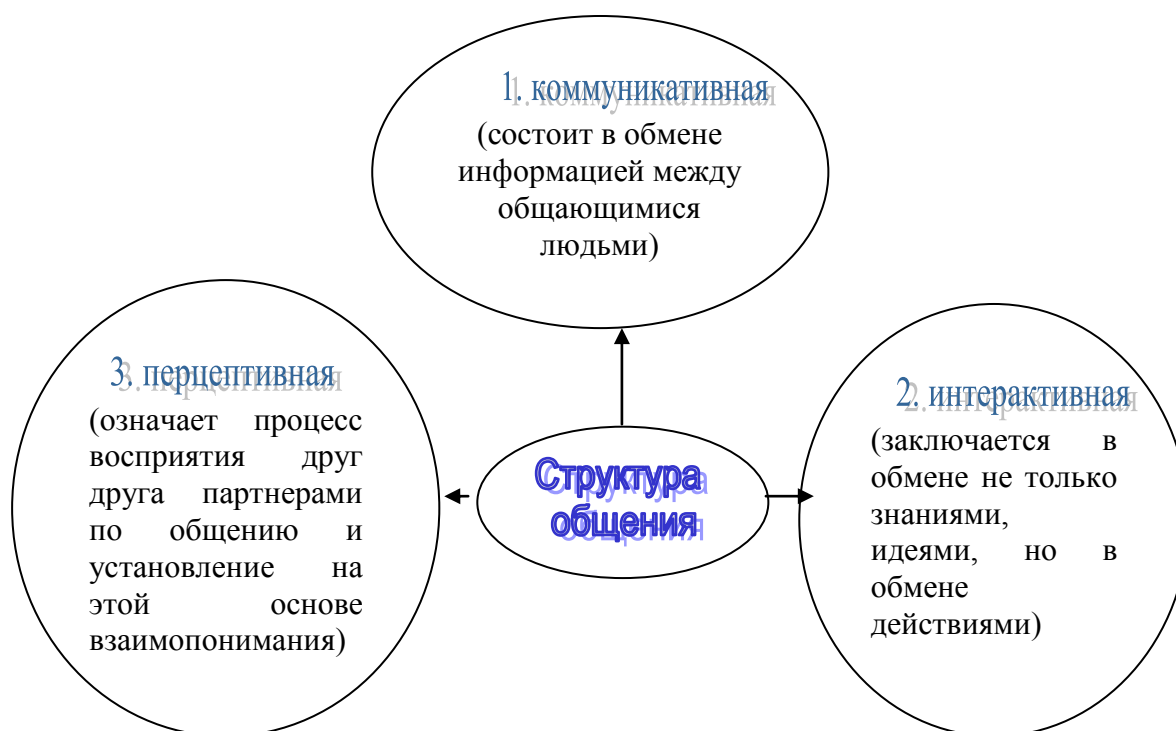 1. коммуникативная
(состоит в обмене
информацией между
общающимися
людьми)
3. перцептивная
(означает процесс
восприятия друг
друга партнерами
по общению и
установление на
этой основе
взаимопонимания)
Структура
общения
2. интерактивная
(заключается в
обмене не только
знаниями,
идеями, но в
обмене
действиями)